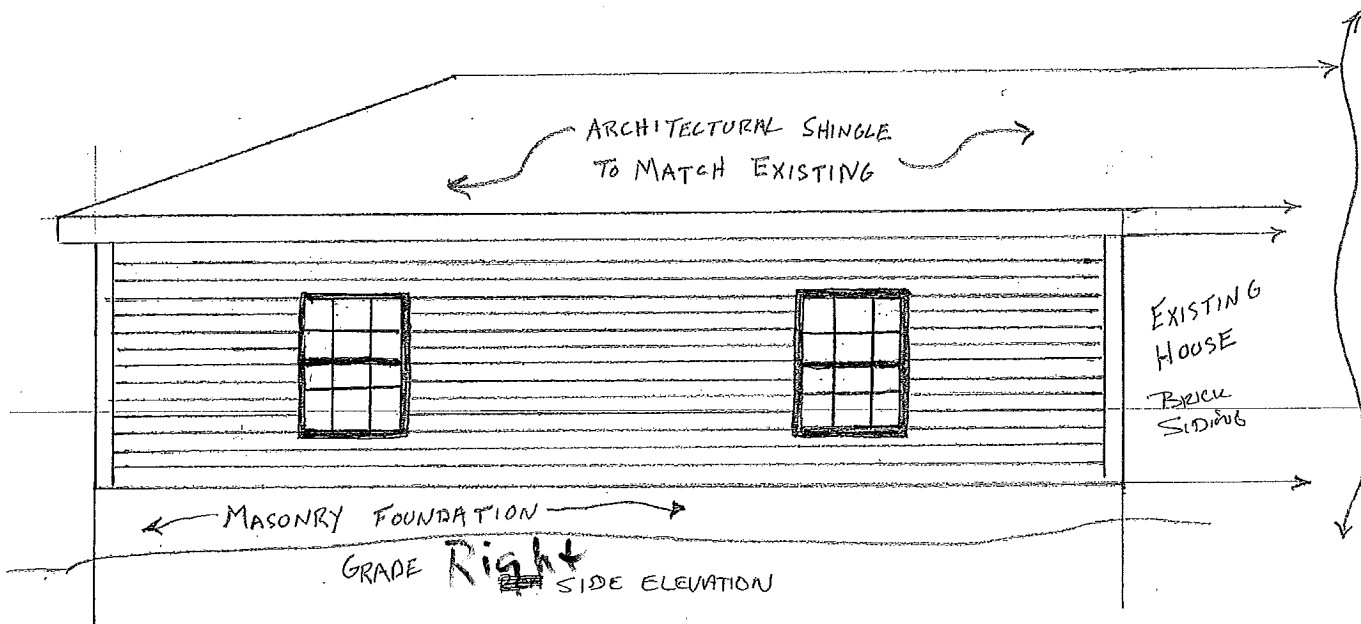 ARCHITECTURAL SHINGLE
TO MATCH EXISTING
EXISTING
HOUSE
BRICK
SIDING
MASONRY FOUNDATION
GRADE
Right
SIDE ELEVATION